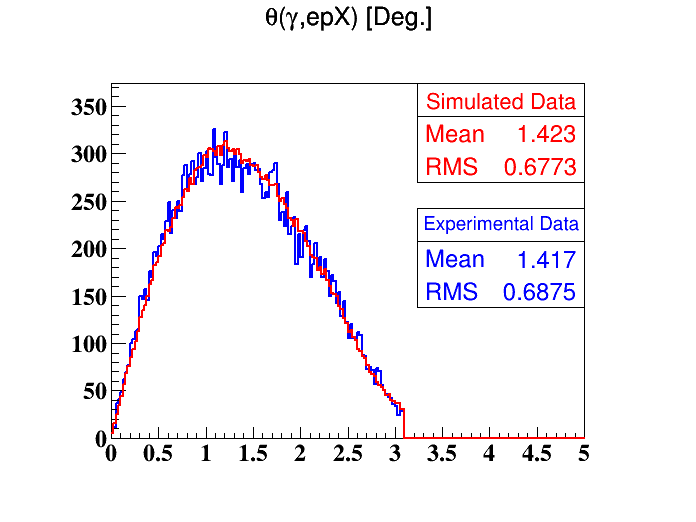 θ(γ,epX) [Deg.]
350
300
250
200
150
100
50
0
Simulated Data
Mean 1.423
RMS 0.6773
Experimental Data
Mean 1.417
RMS 0.6875
0 0.5 1 1.5 2 2.5 3 3.5 4 4.5 5